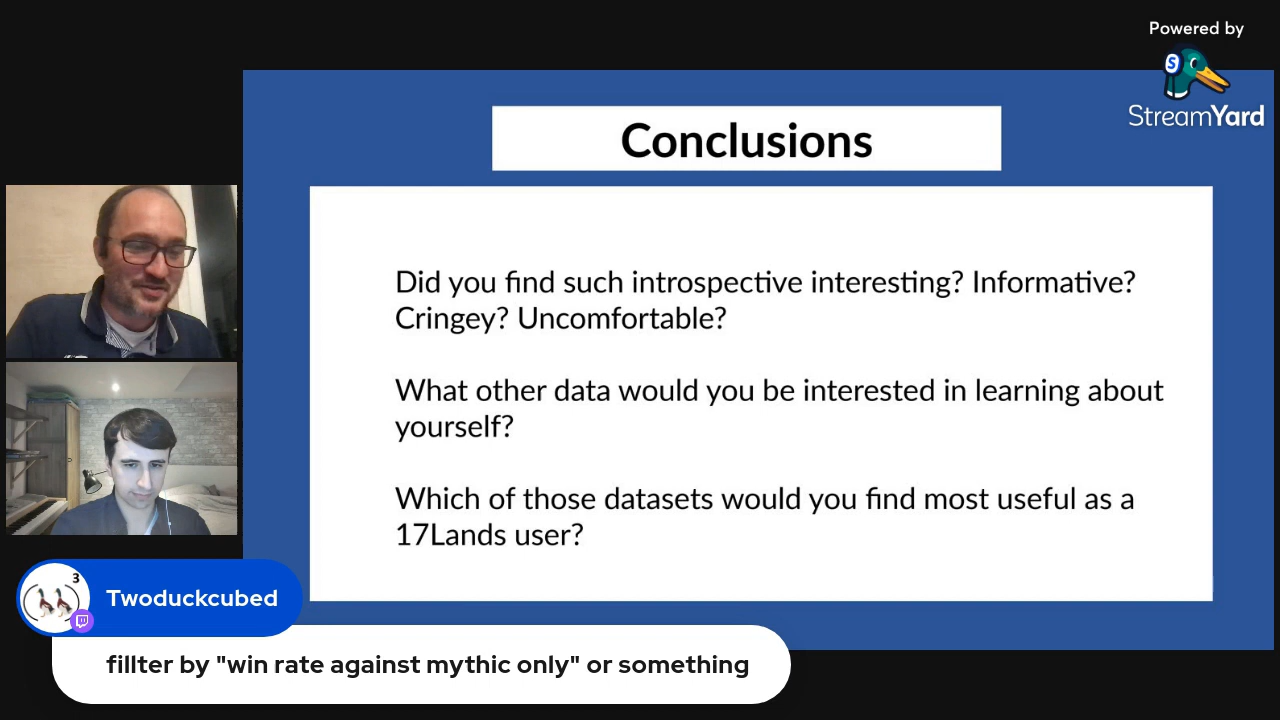 Powered by
S
StreamYard
Conclusions
Did you find such introspective interesting? Informative?
Cringey? Uncomfortable?
What other data would you be interested in learning about
yourself?
Which of those datasets would you find most useful as a
17Lands user?
3
Twoduckcubed
fillter by "win rate against mythic only" or something